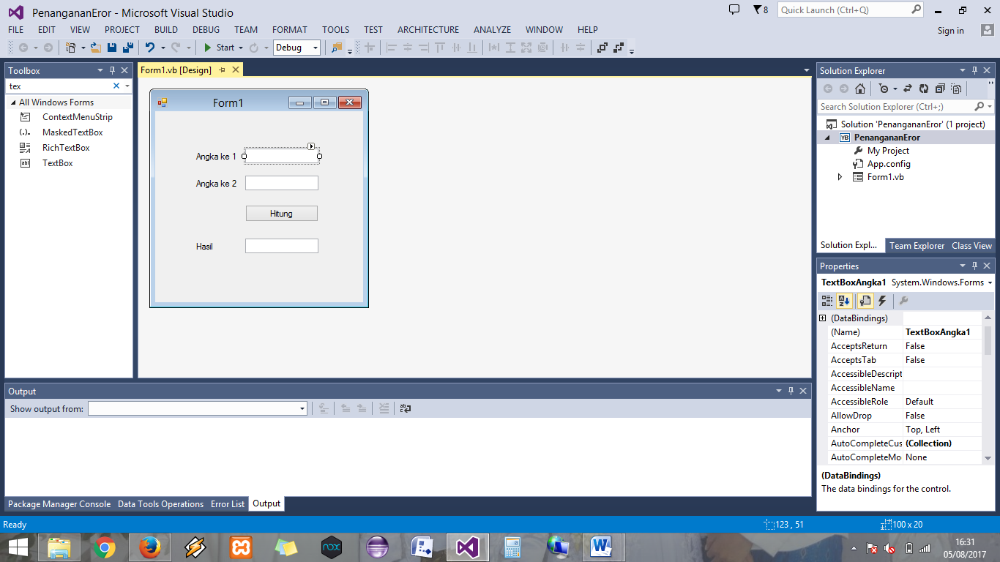 PenangananEror - Microsoft Visual Studio
8
Quick Launch (Ctrl+Q)
FILE EDIT VIEW PROJECT BUILD DEBUG TEAM FORMAT TOOLS TEST ARCHITECTURE ANALYZE WINDOW HELP
Sign in
Start Debug
Toolbox
tex
All Windows Forms
ContextMenuStrip
MaskedTextBox
RichTextBox
TextBox
Form1.vb [Design]
Form1
Angka ke 1
Angka ke 2
Hitung
Hasil
Solution Explorer
Search Solution Explorer (Ctrl+;)
Solution 'PenangananEror' (1 project)
VB PenangananEror
My Project
App.config
Form1.vb
Solution Expl... Team Explorer Class View
Properties
TextBoxAngka1 System.Windows.Forms
(DataBindings)
(Name) TextBoxAngka1
AcceptsReturn False
AcceptsTab False
AccessibleDescript
AccessibleName
AccessibleRole Default
AllowDrop False
Anchor Top, Left
AutoCompleteCus (Collection)
AutoCompleteMo None
(DataBindings)
The data bindings for the control.
Output
Show output from:
Package Manager Console Data Tools Operations Error List Output
Ready
123 , 51
100 x 20
nox
16:31
05/08/2017